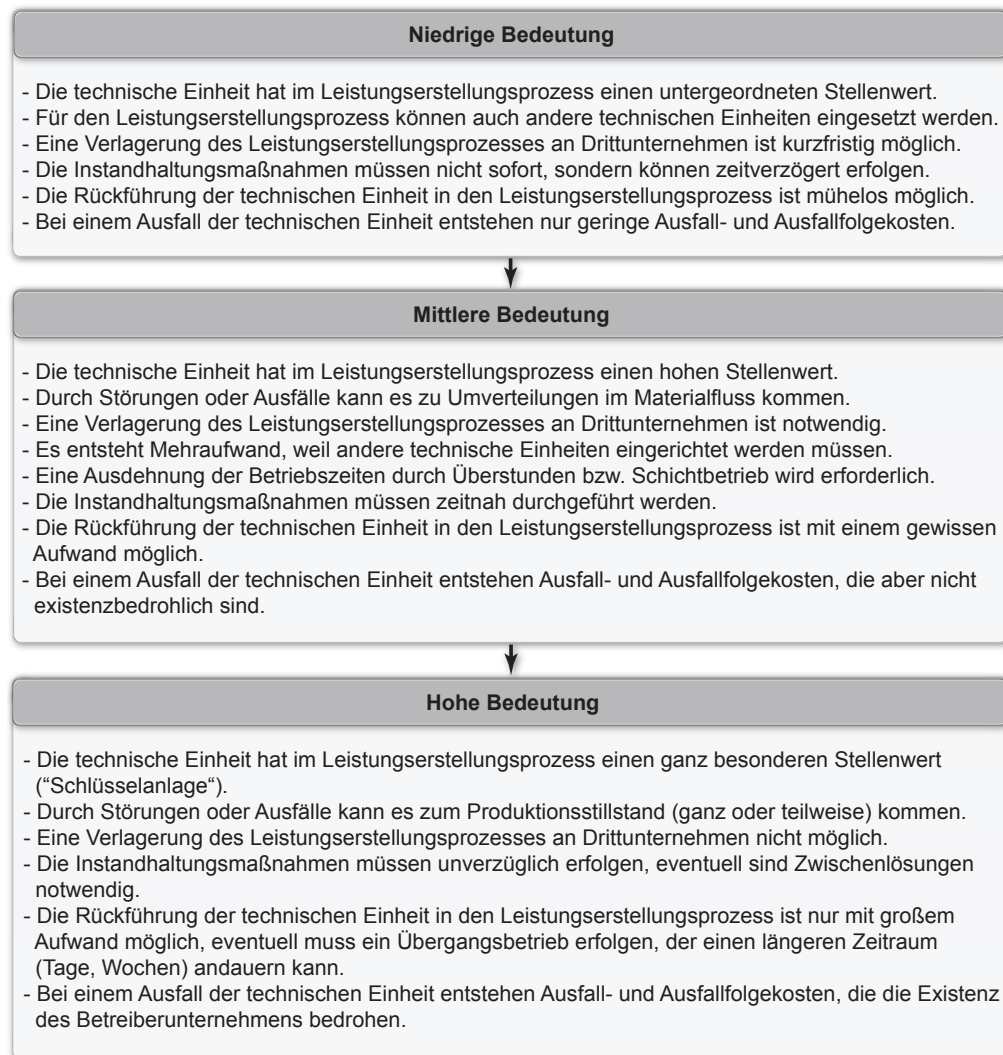 Niedrige Bedeutung
- Die technische Einheit hat im Leistungserstellungsprozess einen untergeordneten Stellenwert.
- Für den Leistungserstellungsprozess können auch andere technischen Einheiten eingesetzt werden.
- Eine Verlagerung des Leistungserstellungsprozesses an Drittunternehmen ist kurzfristig möglich.
- Die Instandhaltungsmaßnahmen müssen nicht sofort, sondern können zeitverzögert erfolgen.
- Die Rückführung der technischen Einheit in den Leistungserstellungsprozess ist mühelos möglich.
- Bei einem Ausfall der technischen Einheit entstehen nur geringe Ausfall- und Ausfallfolgekosten.
Mittlere Bedeutung
- Die technische Einheit hat im Leistungserstellungsprozess einen hohen Stellenwert.
- Durch Störungen oder Ausfälle kann es zu Umverteilungen im Materialfluss kommen.
- Eine Verlagerung des Leistungserstellungsprozesses an Drittunternehmen ist notwendig.
- Es entsteht Mehraufwand, weil andere technische Einheiten eingerichtet werden müssen.
- Eine Ausdehnung der Betriebszeiten durch Überstunden bzw. Schichtbetrieb wird erforderlich.
- Die Instandhaltungsmaßnahmen müssen zeitnah durchgeführt werden.
- Die Rückführung der technischen Einheit in den Leistungserstellungsprozess ist mit einem gewissen
Aufwand möglich.
- Bei einem Ausfall der technischen Einheit entstehen Ausfall- und Ausfallfolgekosten, die aber nicht
existenzbedrohlich sind.
Hohe Bedeutung
- Die technische Einheit hat im Leistungserstellungsprozess einen ganz besonderen Stellenwert
(“Schlüsselanlage“).
- Durch Störungen oder Ausfälle kann es zum Produktionsstillstand (ganz oder teilweise) kommen.
- Eine Verlagerung des Leistungserstellungsprozesses an Drittunternehmen nicht möglich.
- Die Instandhaltungsmaßnahmen müssen unverzüglich erfolgen, eventuell sind Zwischenlösungen
notwendig.
- Die Rückführung der technischen Einheit in den Leistungserstellungsprozess ist nur mit großem
Aufwand möglich, eventuell muss ein Übergangsbetrieb erfolgen, der einen längeren Zeitraum
(Tage, Wochen) andauern kann.
- Bei einem Ausfall der technischen Einheit entstehen Ausfall- und Ausfallfolgekosten, die die Existenz
des Betreiberunternehmens bedrohen.